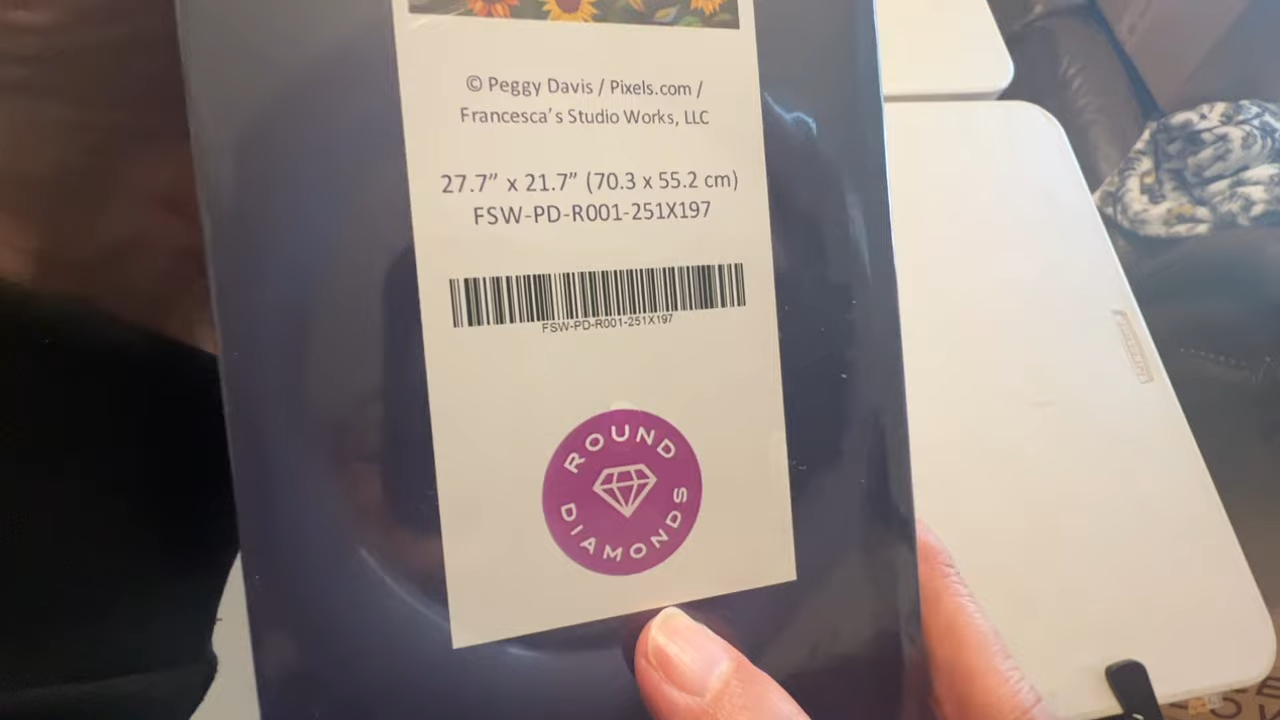 © Peggy Davis / Pixels.com /
Francesca's Studio Works, LLC
27.7” x 21.7” (70.3 x 55.2 cm)
FSW-PD-R001-251X197
FSW-PD-R001-251X197
ROUND
DIAMONDS